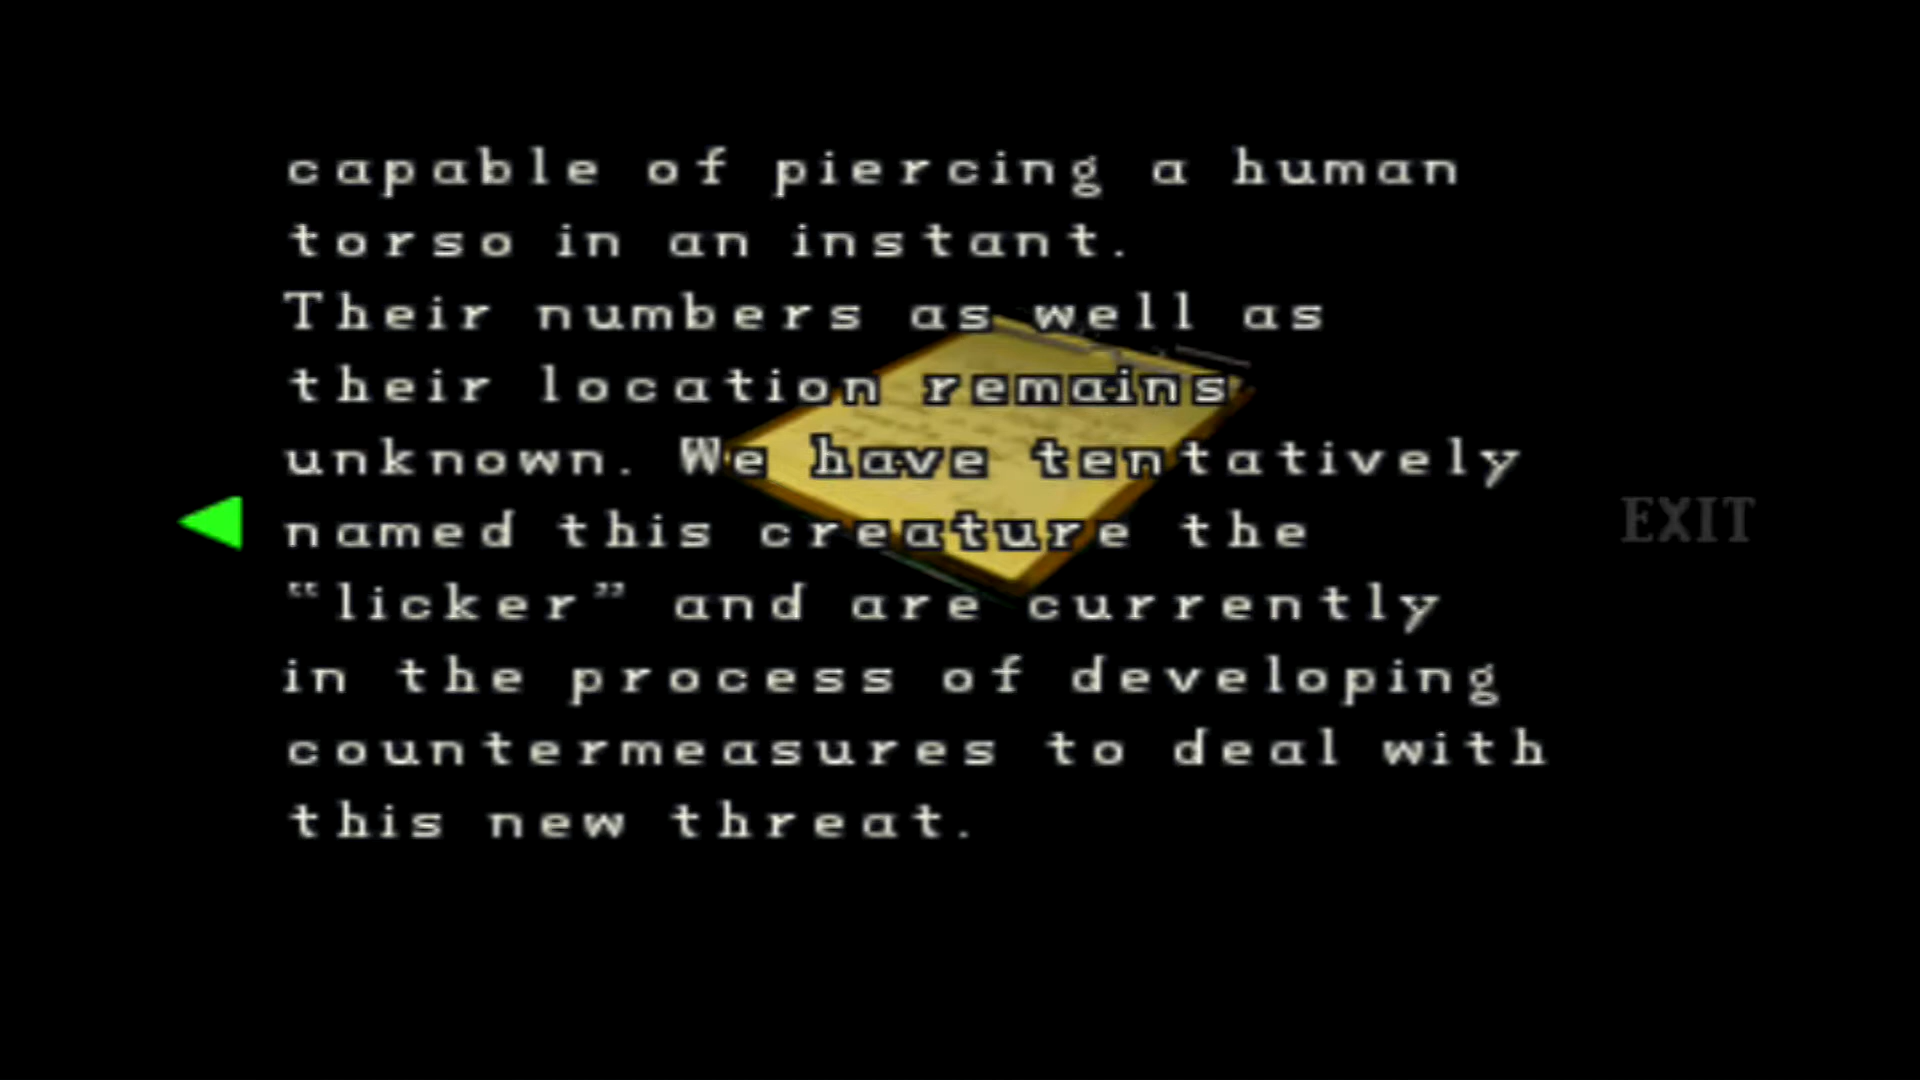 capable of piercing a human
torso in an instant.
Their numbers as well as
their location remains
unknown. We have tentatively
named this creature the
“licker” and are currently
in the process of developing
countermeasures to deal with
this new threat.
EXIT